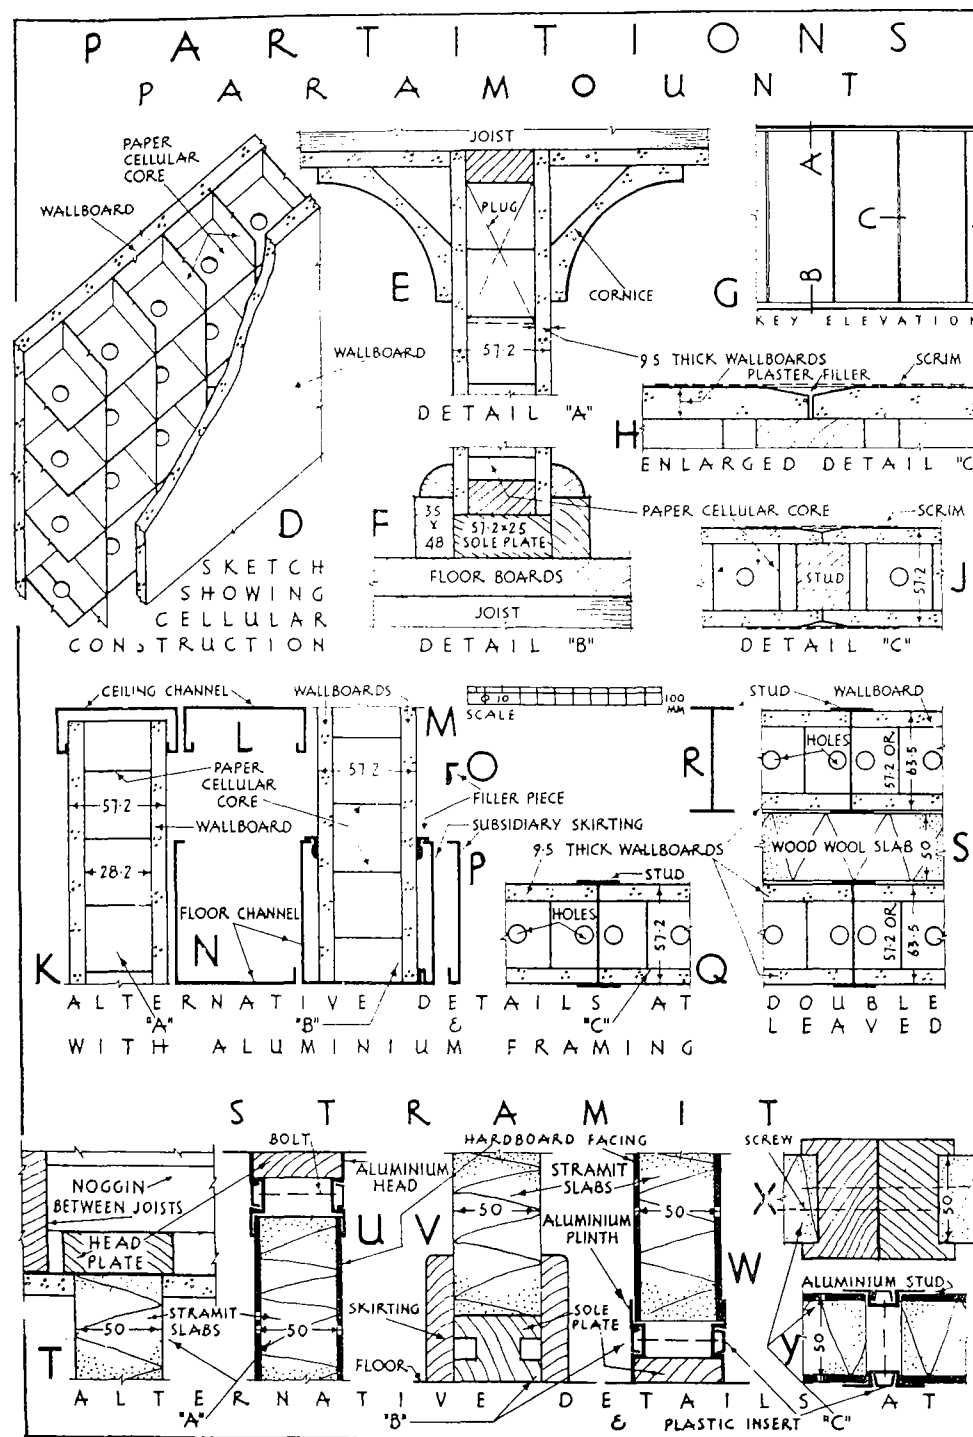 PARTITIONS
PARAMOUNT
PAPER
CELLULAR
CORE
WALLBOARD
JOIST
PLUG
E
CORNICE
57·2
WALLBOARD
DETAIL "A"
A
C
B
G
KEY ELEVATION
9·5 THICK WALLBOARDS
PLASTER FILLER
SCRIM
H
ENLARGED DETAIL "C
D
SKETCH
SHOWING
CELLULAR
CONSTRUCTION
F
35
x
48
57·2×25
SOLE PLATE
FLOOR BOARDS
JOIST
DETAIL "B"
PAPER CELLULAR CORE
SCRIM
STUD
57·2
J
DETAIL "C"
CEILING CHANNEL
WALLBOARDS
L
M
0 10
100
MM
SCALE
PAPER
CELLULAR
CORE
57·2
57·2
WALLBOARD
28·2
O
FILLER PIECE
SUBSIDIARY SKIRTING
P
9·5 THICK WALLBOARDS
STUD
FLOOR CHANNEL
N
K
HOLES
57·2
Q
STUD
WALLBOARD
R
HOLES
57·2 OR
63·5
WOOD WOOL SLAB
50
S
HOLES
57·2 OR
63·5
ALTERNATIVE DETAILS AT
"A" "B" & "C"
WITH ALUMINIUM FRAMING
DOUBLE
LEAVED
STRAMIT
BOLT
NOGGIN
BETWEEN JOISTS
HEAD
PLATE
ALUMINIUM
HEAD
U
STRAMIT
SLABS
50
50
T
HARDBOARD FACING
STRAMIT
SLABS
50
50
V
ALUMINIUM
PLINTH
W
SKIRTING
SOLE
PLATE
FLOOR
SCREW
X
50
ALUMINIUM STUD
Y
50
ALTERNATIVE DETAILS AT
"A" "B" & PLASTIC INSERT "C"